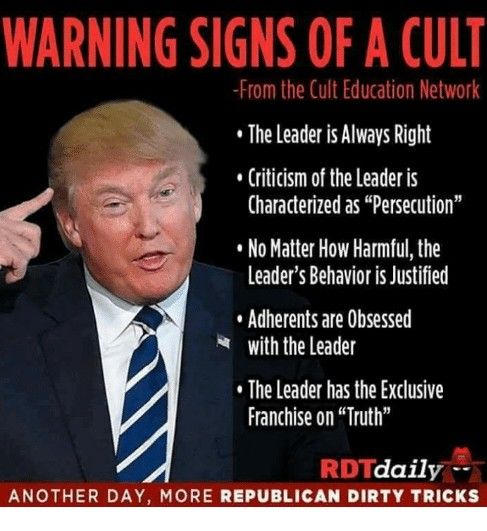 WARNING SIGNS OF A CULT
-From the Cult Education Network
• The Leader is Always Right
• Criticism of the Leader is
Characterized as “Persecution”
• No Matter How Harmful, the
Leader's Behavior is Justified
• Adherents are Obsessed
with the Leader
• The Leader has the Exclusive
Franchise on “Truth”
RDTdaily
ANOTHER DAY, MORE REPUBLICAN DIRTY TRICKS